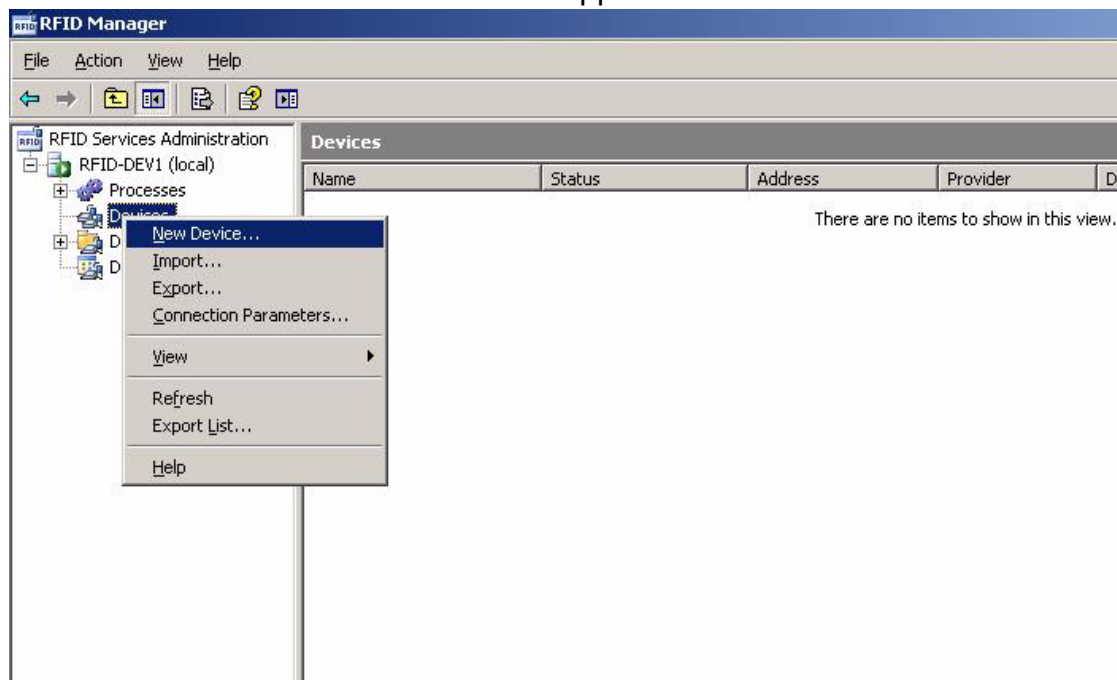 RFID Manager
File Action View Help
RFID Services Administration
RFID-DEV1 (local)
Processes
Devices
D
D
Devices
Name Status Address Provider D
There are no items to show in this view.
New Device...
Import...
Export...
Connection Parameters...
View
Refresh
Export List...
Help